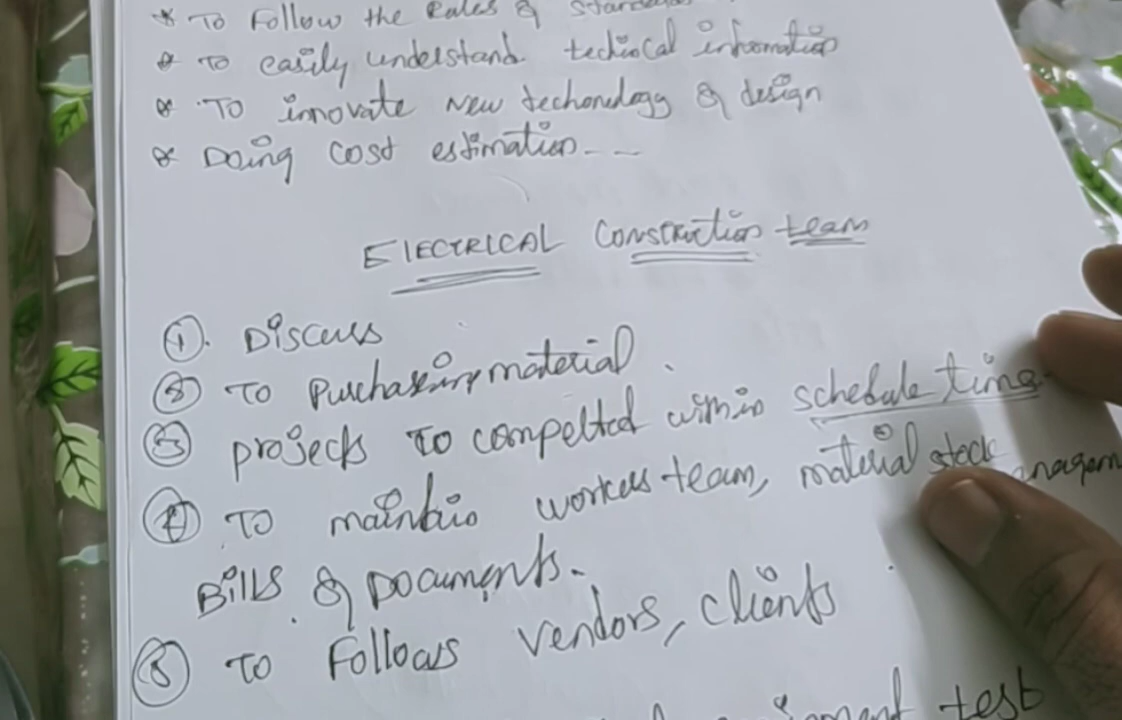 * To Follow the Rules &
* To easily understand techincal information
* To innovate New techonology & design
* Doing cost estimation - -
ELECTRICAL Construction team
① . Discuss
② To Purchasing material .
③ projects To compelted within schedule time
④ To maintain workers team, material stock
Bills & Documents.
⑤ To Follows vendors, clients
test